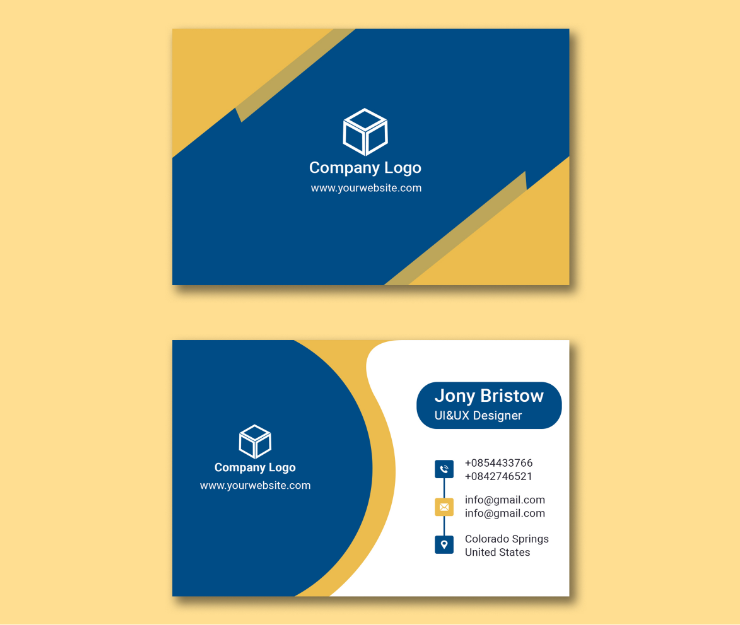 Company Logo
www.yourwebsite.com
Company Logo
www.yourwebsite.com
Jony Bristow
UI&UX Designer
+0854433766
+0842746521
info@gmail.com
info@gmail.com
Colorado Springs
United States